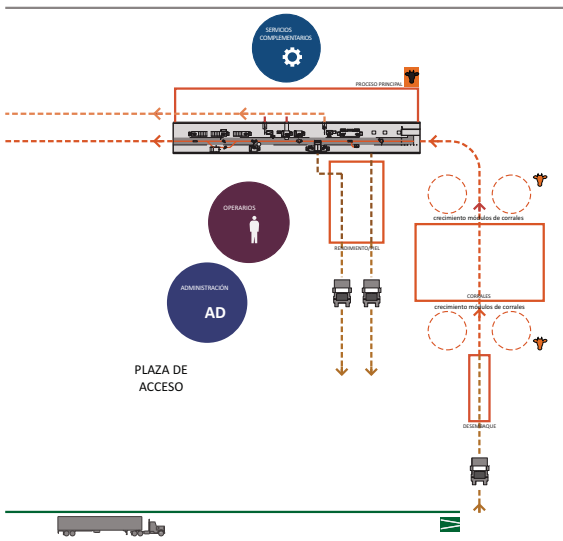 SERVICIOS
COMPLEMENTARIOS
PROCESO PRINCIPAL
OPERARIOS
crecimiento módulos de corrales
RENDIMIENTO/PIEL
ADMINISTRACIÓN
AD
CORRALES
crecimiento módulos de corrales
PLAZA DE
ACCESO
DESEMBAQUE